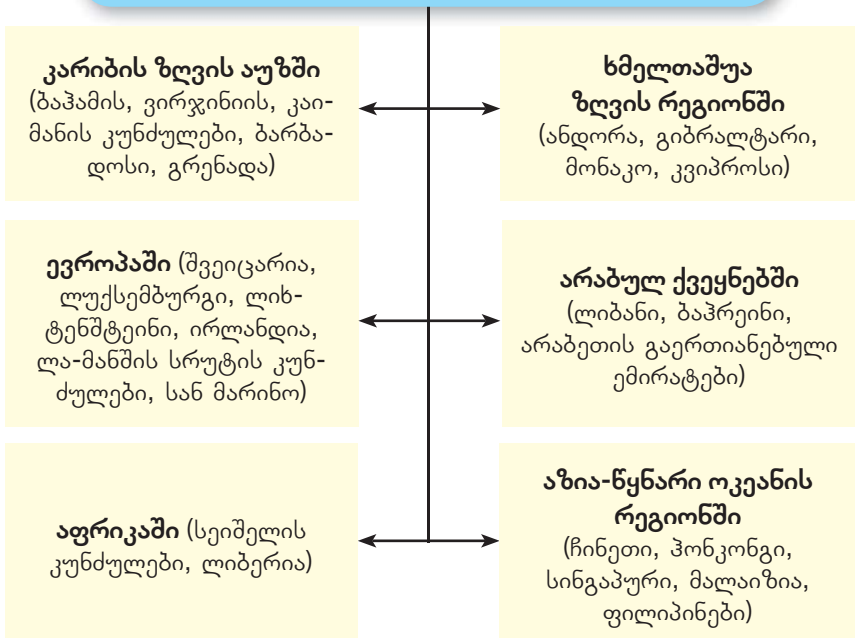 კარიბის ზღვის აუზში
(ბაჰამის, ვირჯინიის, კაი-
მანის კუნძულები, ბარბა-
დოსი, გრენადა)
ხმელთაშუა
ზღვის რეგიონში
(ანდორა, გიბრალტარი,
მონაკო, კვიპროსი)
ევროპაში (შვეიცარია,
ლუქსემბურგი, ლიხ-
ტენშტეინი, ირლანდია,
ლა-მანშის სრუტის კუნ-
ძულები, სან მარინო)
არაბულ ქვეყნებში
(ლიბანი, ბაჰრეინი,
არაბეთის გაერთიანებული
ემირატები)
აფრიკაში (სეიშელის
კუნძულები, ლიბერია)
აზია-წყნარი ოკეანის
რეგიონში
(ჩინეთი, ჰონკონგი,
სინგაპური, მალაიზია,
ფილიპინები)